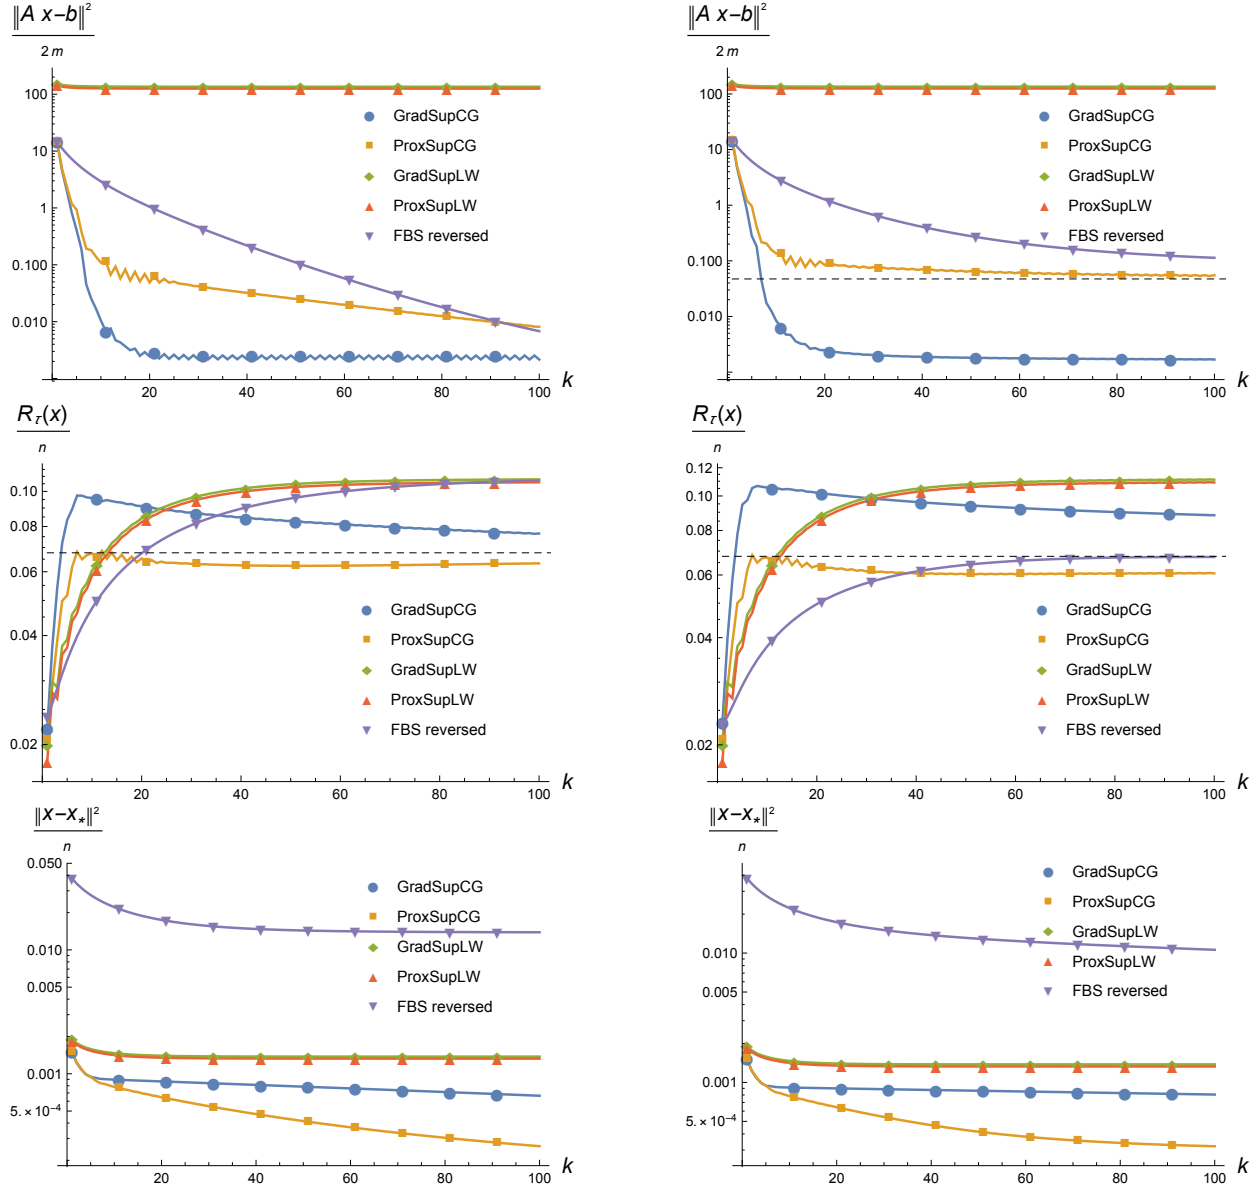 ‖A x-b‖²
2 m
100
10
1
0.100
0.010
20
40
60
80
100
k
GradSupCG
ProxSupCG
GradSupLW
ProxSupLW
FBS reversed
‖A x-b‖²
2 m
100
10
1
0.100
0.010
20
40
60
80
100
k
GradSupCG
ProxSupCG
GradSupLW
ProxSupLW
FBS reversed
R_τ(x)
n
0.10
0.08
0.06
0.04
0.02
20
40
60
80
100
k
GradSupCG
ProxSupCG
GradSupLW
ProxSupLW
FBS reversed
R_τ(x)
n
0.12
0.10
0.08
0.06
0.04
0.02
20
40
60
80
100
k
GradSupCG
ProxSupCG
GradSupLW
ProxSupLW
FBS reversed
‖x-x_*‖²
n
0.050
0.010
0.005
0.001
5. × 10⁻⁴
20
40
60
80
100
k
GradSupCG
ProxSupCG
GradSupLW
ProxSupLW
FBS reversed
‖x-x_*‖²
n
0.010
0.005
0.001
5. × 10⁻⁴
20
40
60
80
100
k
GradSupCG
ProxSupCG
GradSupLW
ProxSupLW
FBS reversed